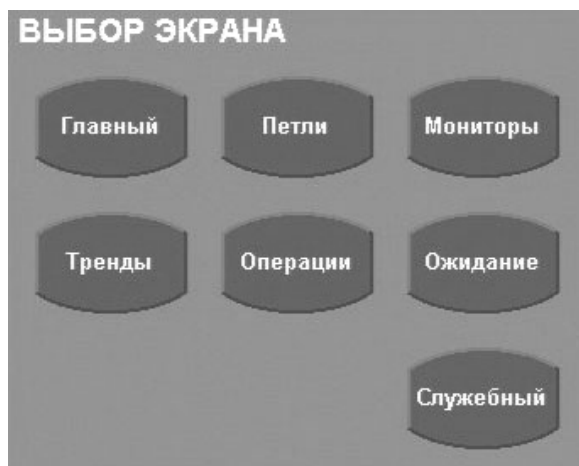 ВЫБОР ЭКРАНА
Главный Петли Мониторы
Тренды Операции Ожидание
Служебный